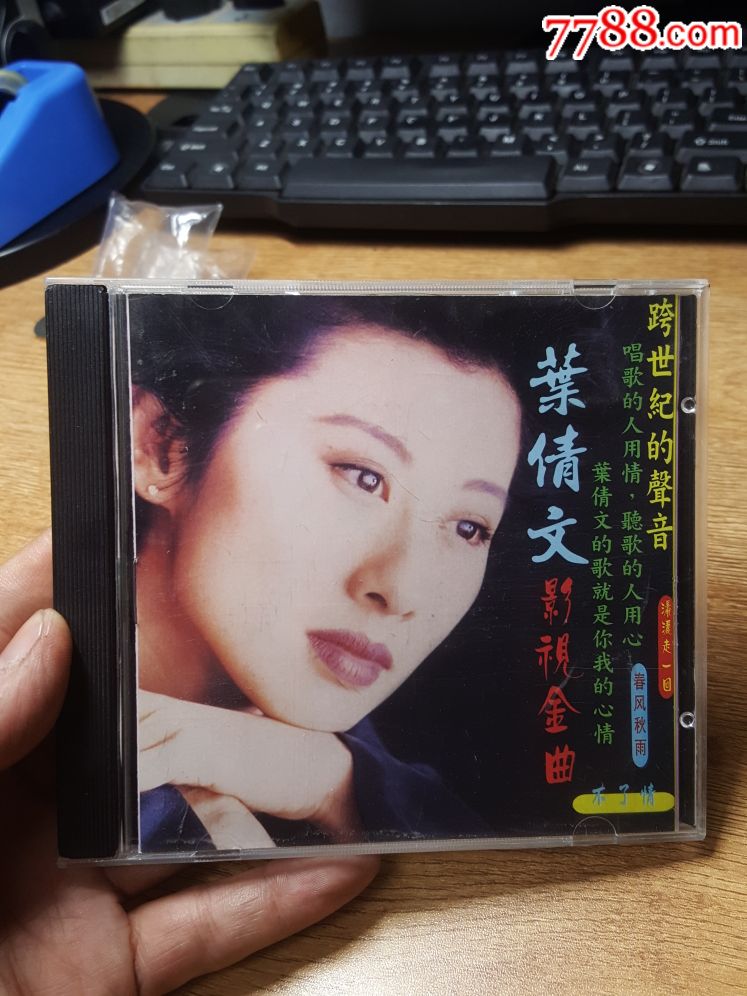 7788.com
跨世紀的聲音
唱歌的人用情，聽歌的人用心
葉倩文的歌就是你我的心情
葉倩文
影視金曲
瀟灑走一回
春风秋雨
不了情